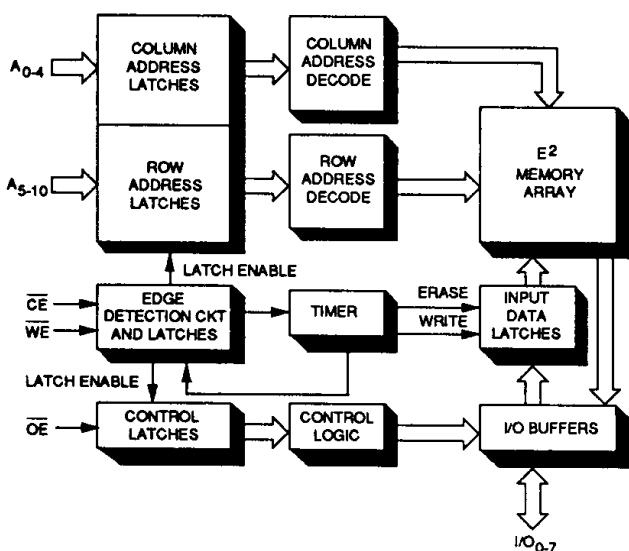 A0-4
COLUMN
ADDRESS
LATCHES
COLUMN
ADDRESS
DECODE
A5-10
ROW
ADDRESS
LATCHES
ROW
ADDRESS
DECODE
E²
MEMORY
ARRAY
LATCH ENABLE
CE
WE
EDGE
DETECTION CKT
AND LATCHES
TIMER
ERASE
WRITE
INPUT
DATA
LATCHES
LATCH ENABLE
OE
CONTROL
LATCHES
CONTROL
LOGIC
I/O BUFFERS
I/O0-7